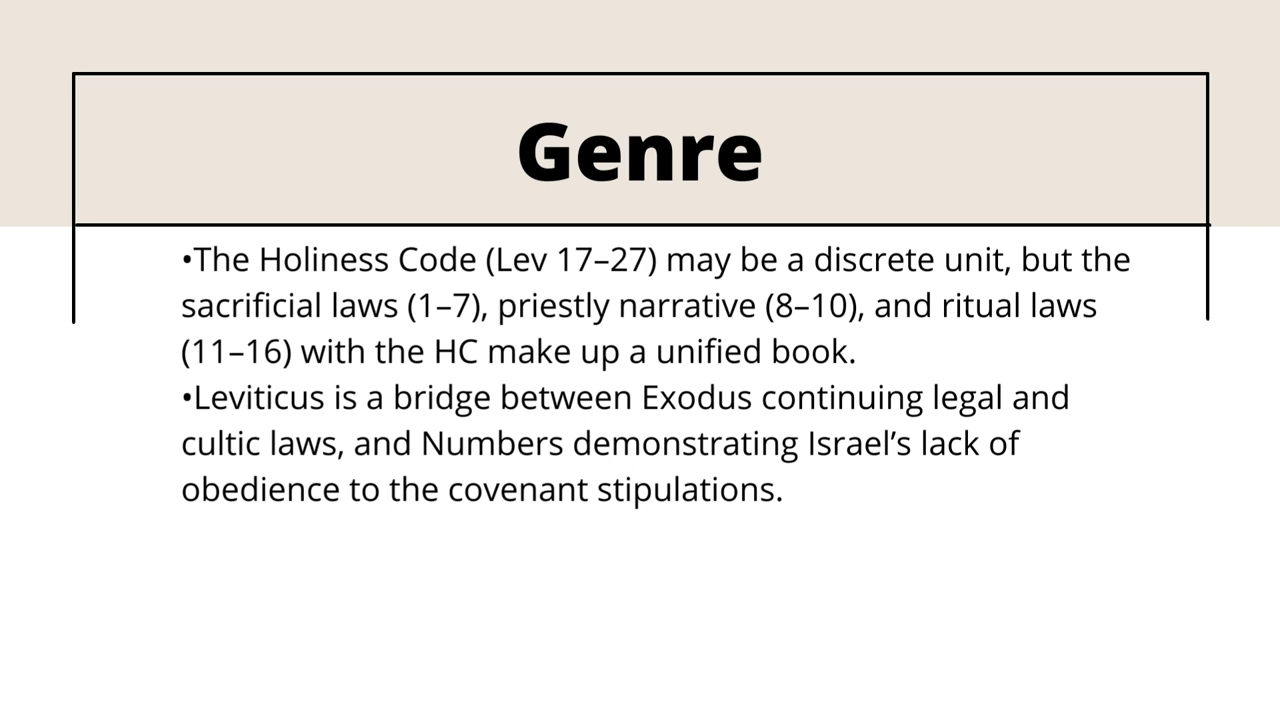 Genre
•The Holiness Code (Lev 17–27) may be a discrete unit, but the
sacrificial laws (1–7), priestly narrative (8–10), and ritual laws
(11–16) with the HC make up a unified book.
•Leviticus is a bridge between Exodus continuing legal and
cultic laws, and Numbers demonstrating Israel’s lack of
obedience to the covenant stipulations.